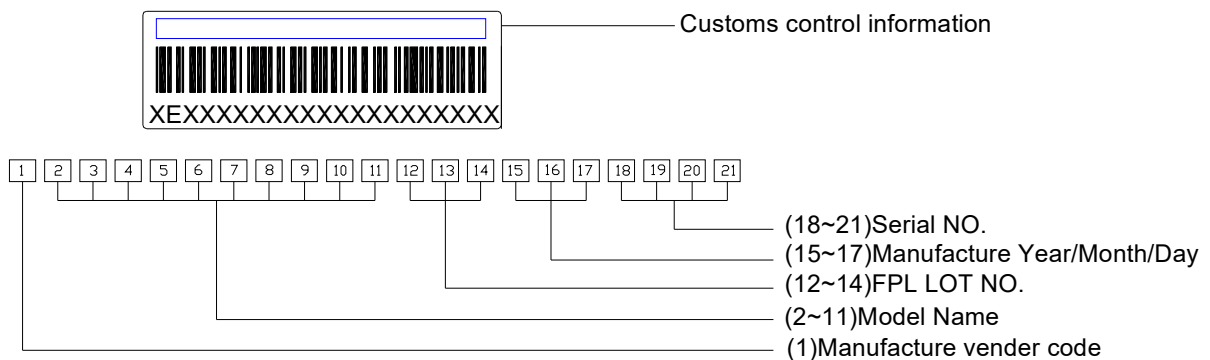 Customs control information
XEXXXXXXXXXXXXXXXXXXX
1 2 3 4 5 6 7 8 9 10 11 12 13 14 15 16 17 18 19 20 21
(18~21)Serial NO.
(15~17)Manufacture Year/Month/Day
(12~14)FPL LOT NO.
(2~11)Model Name
(1)Manufacture vender code